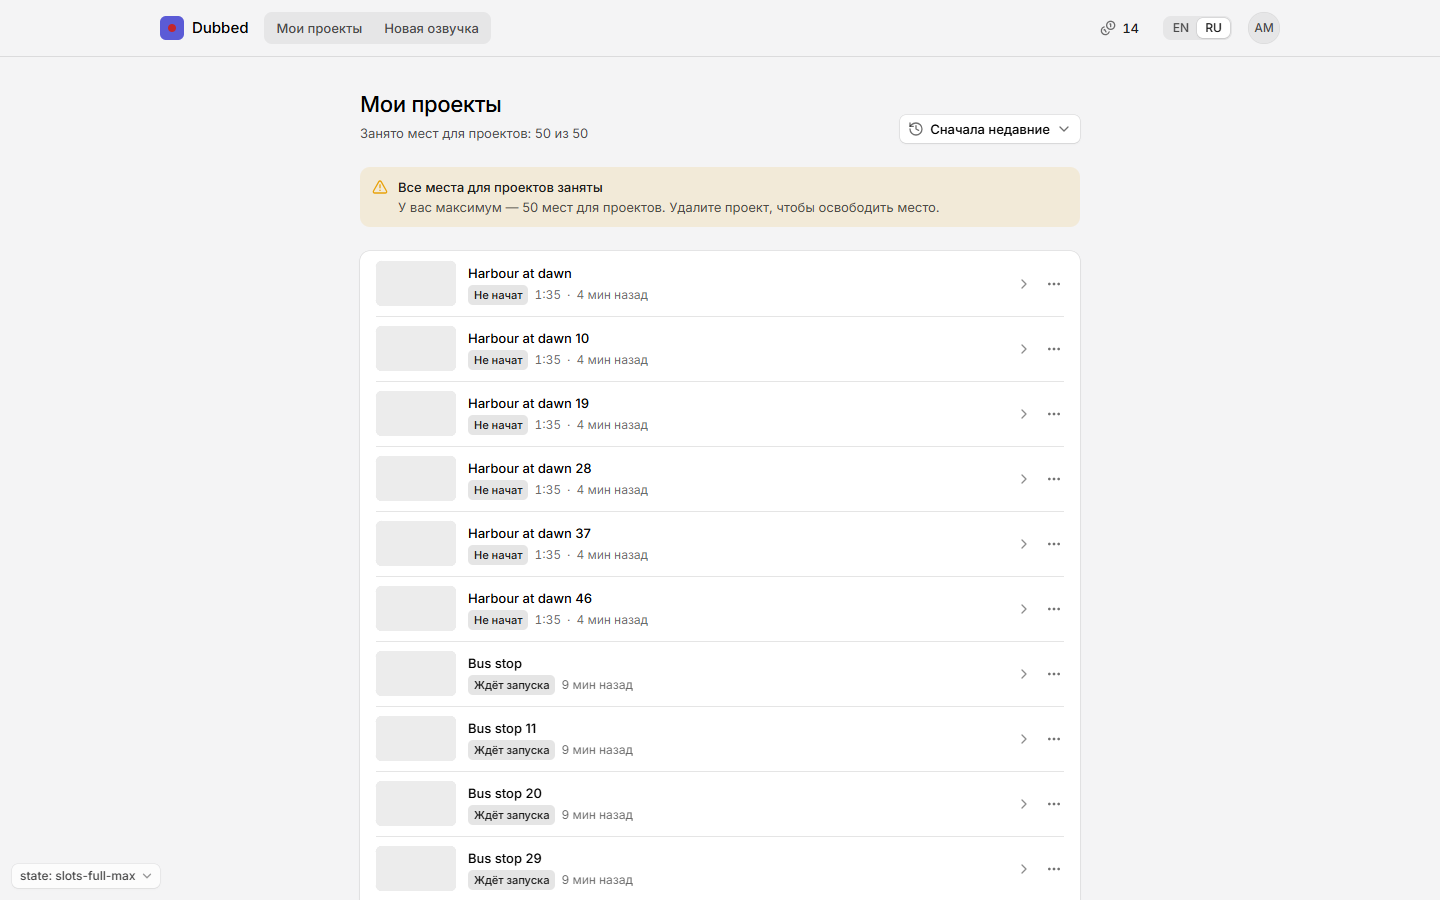 Dubbed
Мои проекты
Новая озвучка
14
EN
RU
AM
Мои проекты
Занято мест для проектов: 50 из 50
Сначала недавние
Все места для проектов заняты
У вас максимум — 50 мест для проектов. Удалите проект, чтобы освободить место.
Harbour at dawn
Не начат 1:35 · 4 мин назад
Harbour at dawn 10
Не начат 1:35 · 4 мин назад
Harbour at dawn 19
Не начат 1:35 · 4 мин назад
Harbour at dawn 28
Не начат 1:35 · 4 мин назад
Harbour at dawn 37
Не начат 1:35 · 4 мин назад
Harbour at dawn 46
Не начат 1:35 · 4 мин назад
Bus stop
Ждёт запуска 9 мин назад
Bus stop 11
Ждёт запуска 9 мин назад
Bus stop 20
Ждёт запуска 9 мин назад
Bus stop 29
Ждёт запуска 9 мин назад
state: slots-full-max